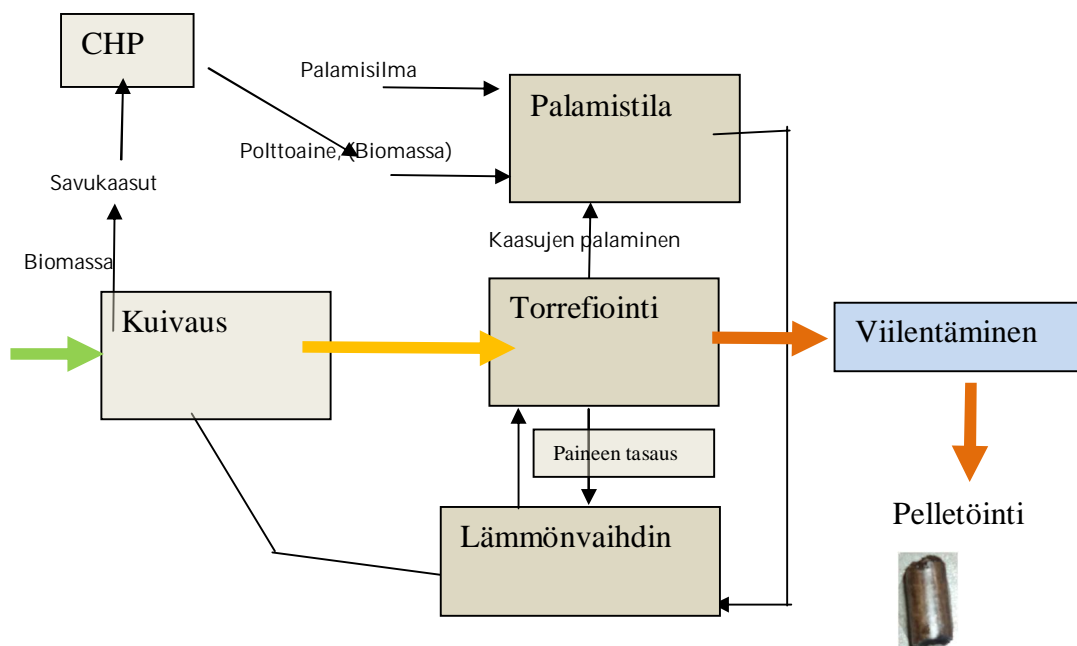 CHP
Palamisilma
Palamistila
Polttoaine, (Biomassa)
Savukaasut
Kaasujen palaminen
Biomassa
Kuivaus
Torrefiointi
Viilentäminen
Paineen tasaus
Pelletöinti
Lämmönvaihdin